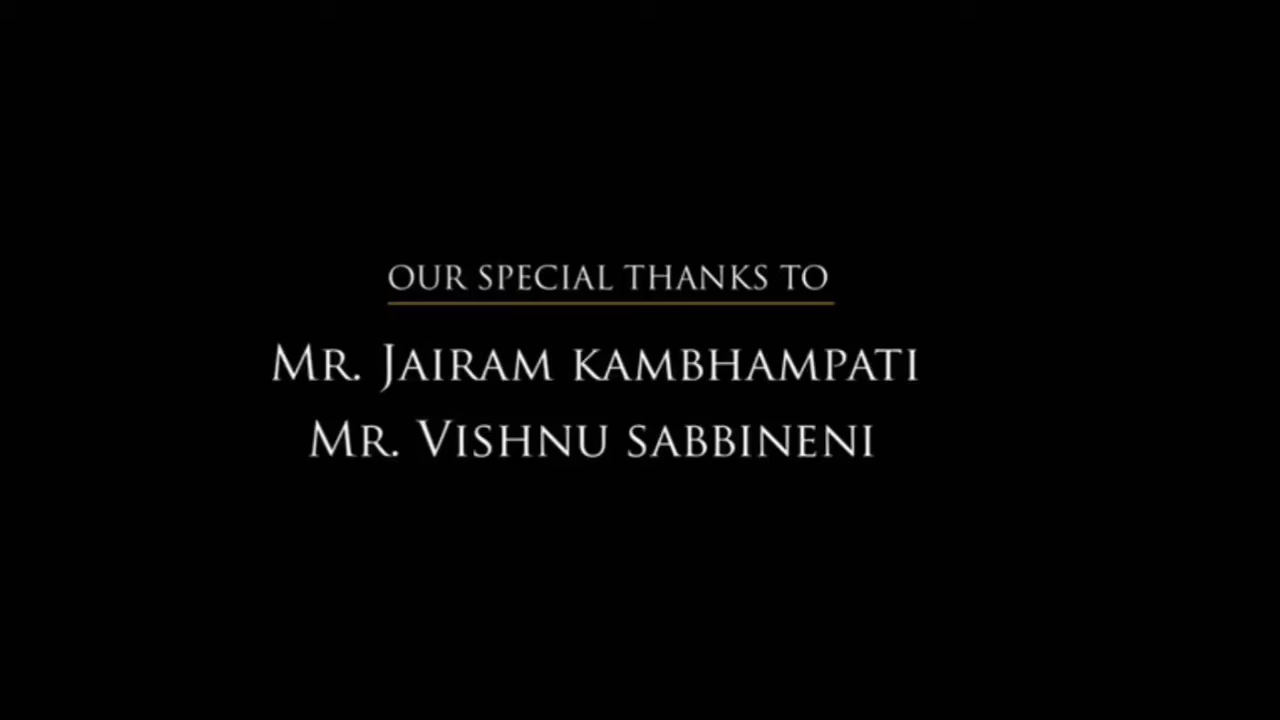 OUR SPECIAL THANKS TO
MR. JAIRAM KAMBHAMPATI
MR. VISHNU SABBINENI